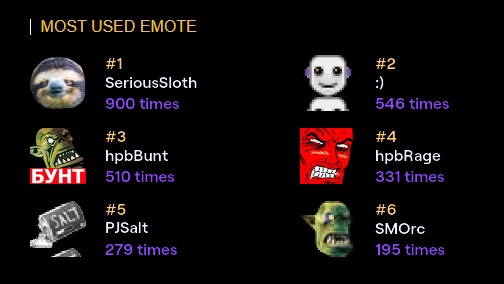 MOST USED EMOTE
#1
SeriousSloth
900 times
#2
:)
546 times
#3
hpbBunt
510 times
БУНТ
#4
hpbRage
331 times
#5
PJSalt
279 times
SALT
#6
SMOrc
195 times